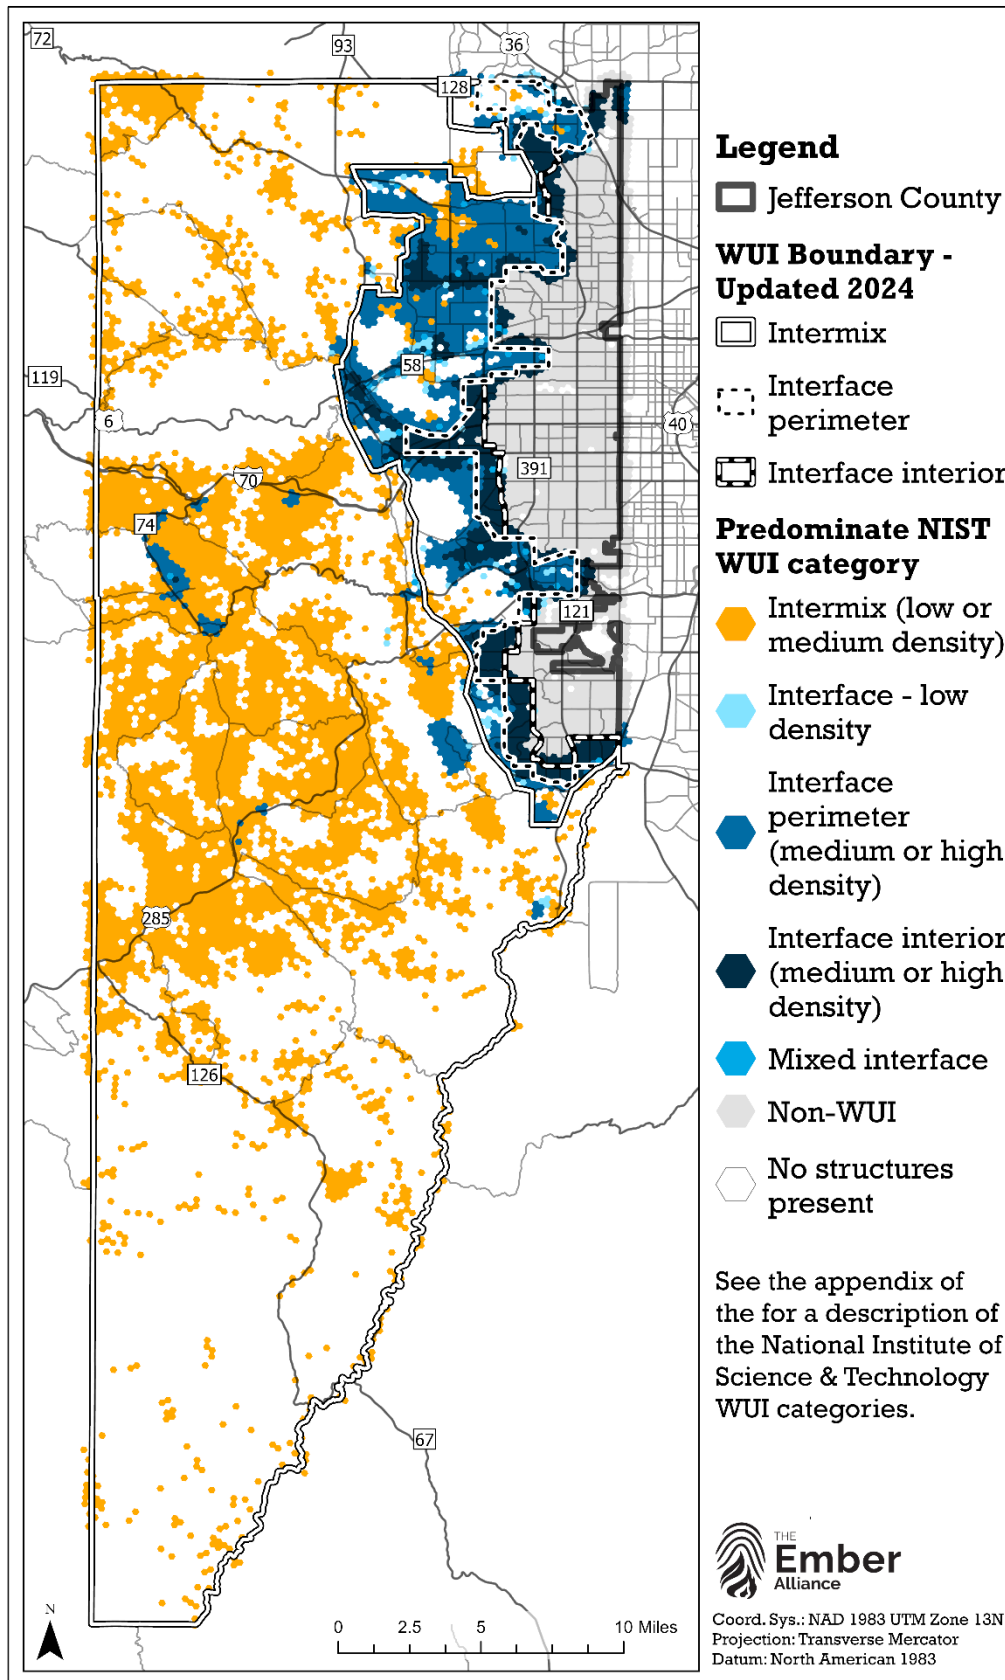 72
93
36
128
119
6
58
40
70
391
74
121
285
126
67
N
0 2.5 5 10 Miles
Legend
Jefferson County
WUI Boundary -
Updated 2024
Intermix
Interface
perimeter
Interface interior
Predominate NIST
WUI category
Intermix (low or
medium density)
Interface - low
density
Interface
perimeter
(medium or high
density)
Interface interior
(medium or high
density)
Mixed interface
Non-WUI
No structures
present
See the appendix of
the for a description of
the National Institute of
Science & Technology
WUI categories.
THE
Ember
Alliance
Coord. Sys.: NAD 1983 UTM Zone 13N
Projection: Transverse Mercator
Datum: North American 1983